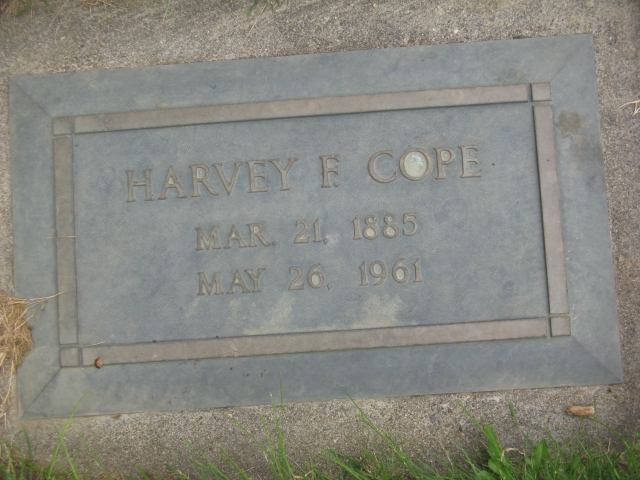 HARVEY F. COPE
MAR. 21, 1885
MAY 26, 1961